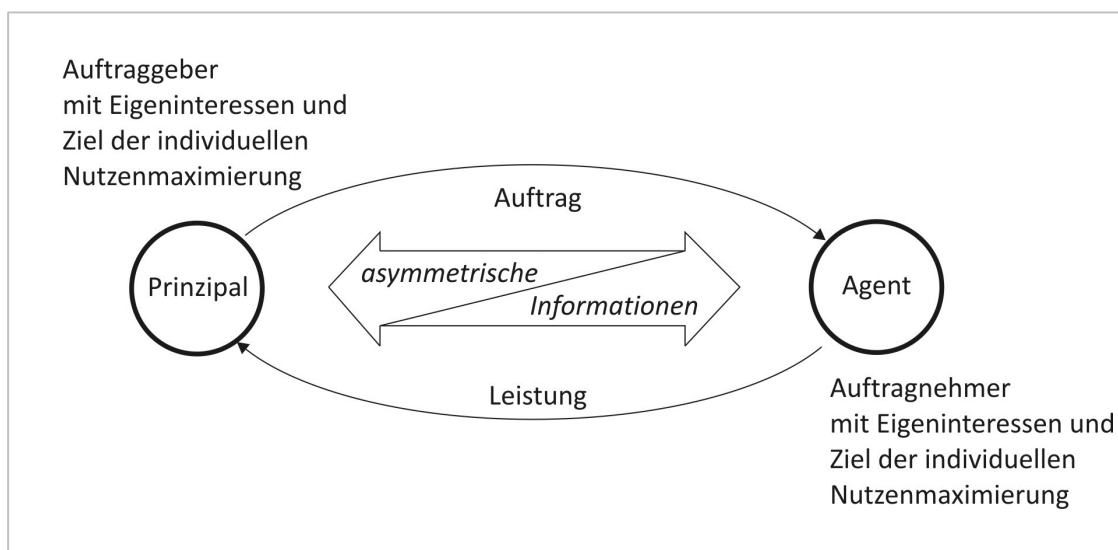 Auftraggeber
mit Eigeninteressen und
Ziel der individuellen
Nutzenmaximierung
Auftrag
Prinzipal
asymmetrische
Informationen
Agent
Leistung
Auftragnehmer
mit Eigeninteressen und
Ziel der individuellen
Nutzenmaximierung